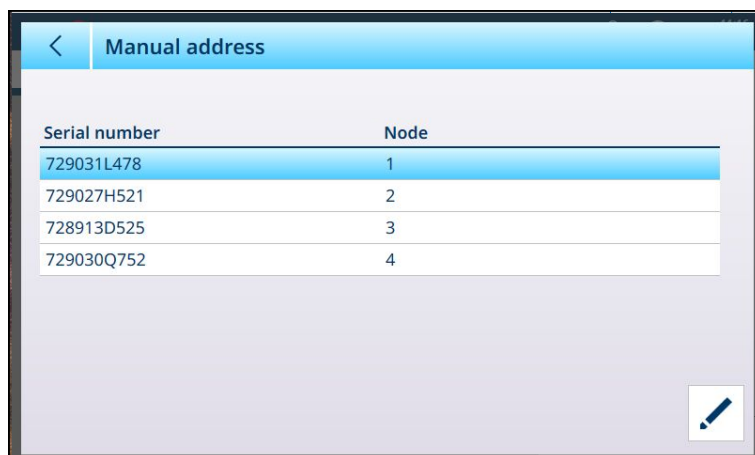 Manual address
Serial number Node
729031L478 1
729027H521 2
728913D525 3
729030Q752 4